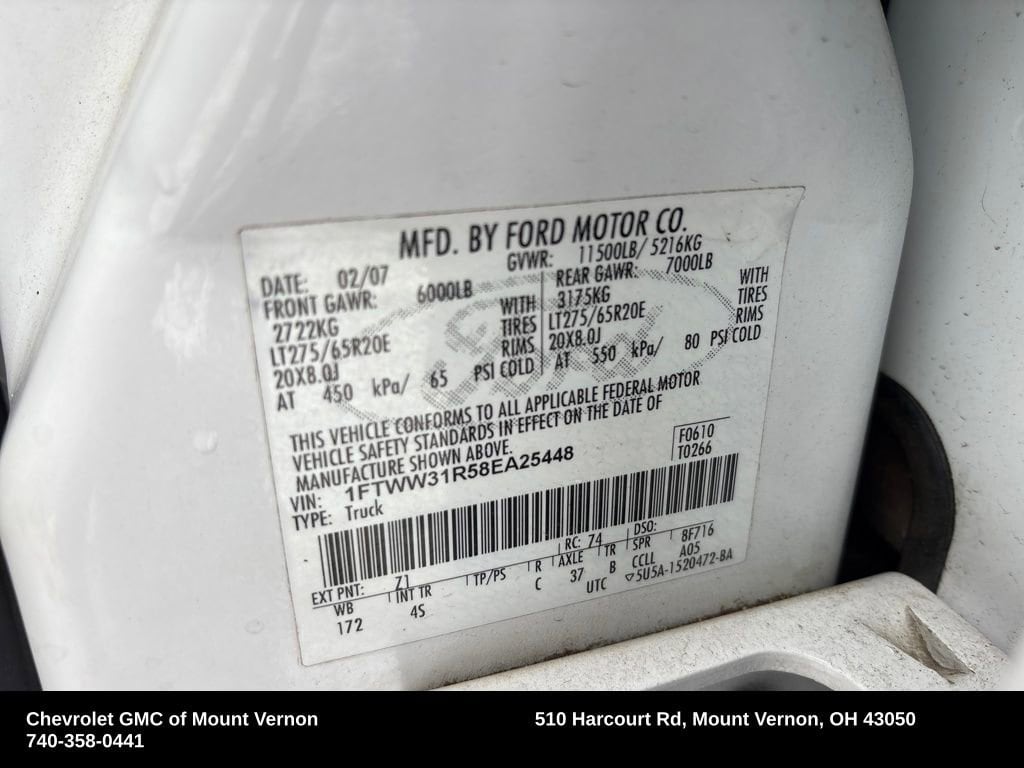 MFD. BY FORD MOTOR CO.
DATE: 02/07 GVWR: 11500LB/ 5216KG
FRONT GAWR: 6000LB REAR GAWR: 7000LB
2722KG WITH 3175KG WITH
LT275/65R20E TIRES LT275/65R20E TIRES
20X8.0J RIMS 20X8.0J RIMS
AT 450 kPa/ 65 PSI COLD AT 550 kPa/ 80 PSI COLD
Ford
THIS VEHICLE CONFORMS TO ALL APPLICABLE FEDERAL MOTOR
VEHICLE SAFETY STANDARDS IN EFFECT ON THE DATE OF
MANUFACTURE SHOWN ABOVE.
F0610
T0266
VIN: 1FTWW31R58EA25448
TYPE: Truck
EXT PNT: Z1 RC: 74 DSO:
WB INT TR TP/PS R AXLE TR SPR 8F716
172 4S C 37 B CCLL A05
UTC ▽5U5A-1520472-BA
Chevrolet GMC of Mount Vernon
740-358-0441
510 Harcourt Rd, Mount Vernon, OH 43050